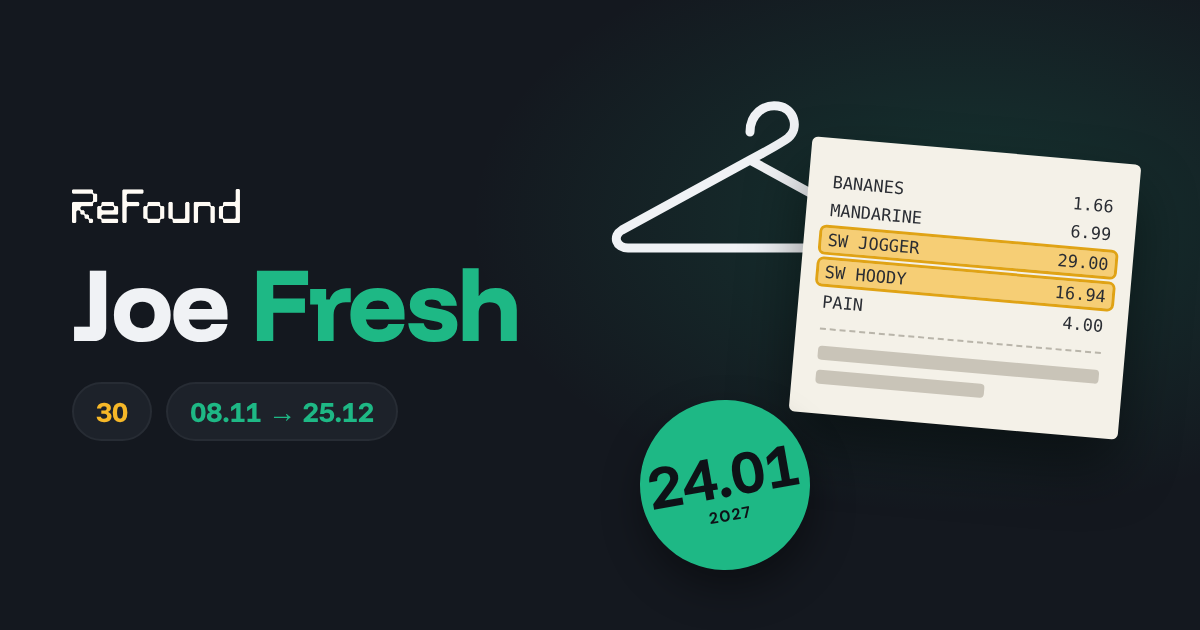 ReFound
Joe Fresh
30
08.11 → 25.12
BANANES 1.66
MANDARINE 6.99
SW JOGGER 29.00
SW HOODY 16.94
PAIN 4.00
24.01
2027